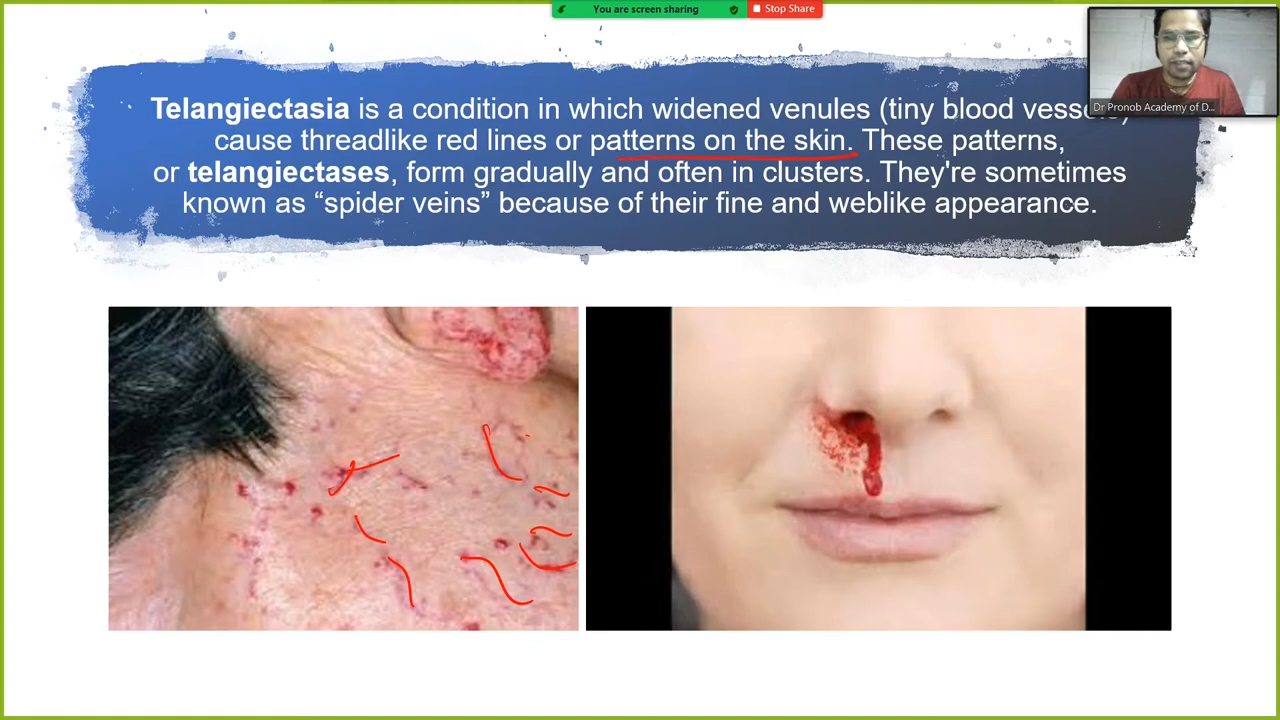 You are screen sharing
Stop Share
Dr Pronob Academy of D...
Telangiectasia is a condition in which widened venules (tiny blood
cause threadlike red lines or patterns on the skin. These patterns,
or telangiectases, form gradually and often in clusters. They're sometimes
known as “spider veins” because of their fine and weblike appearance.